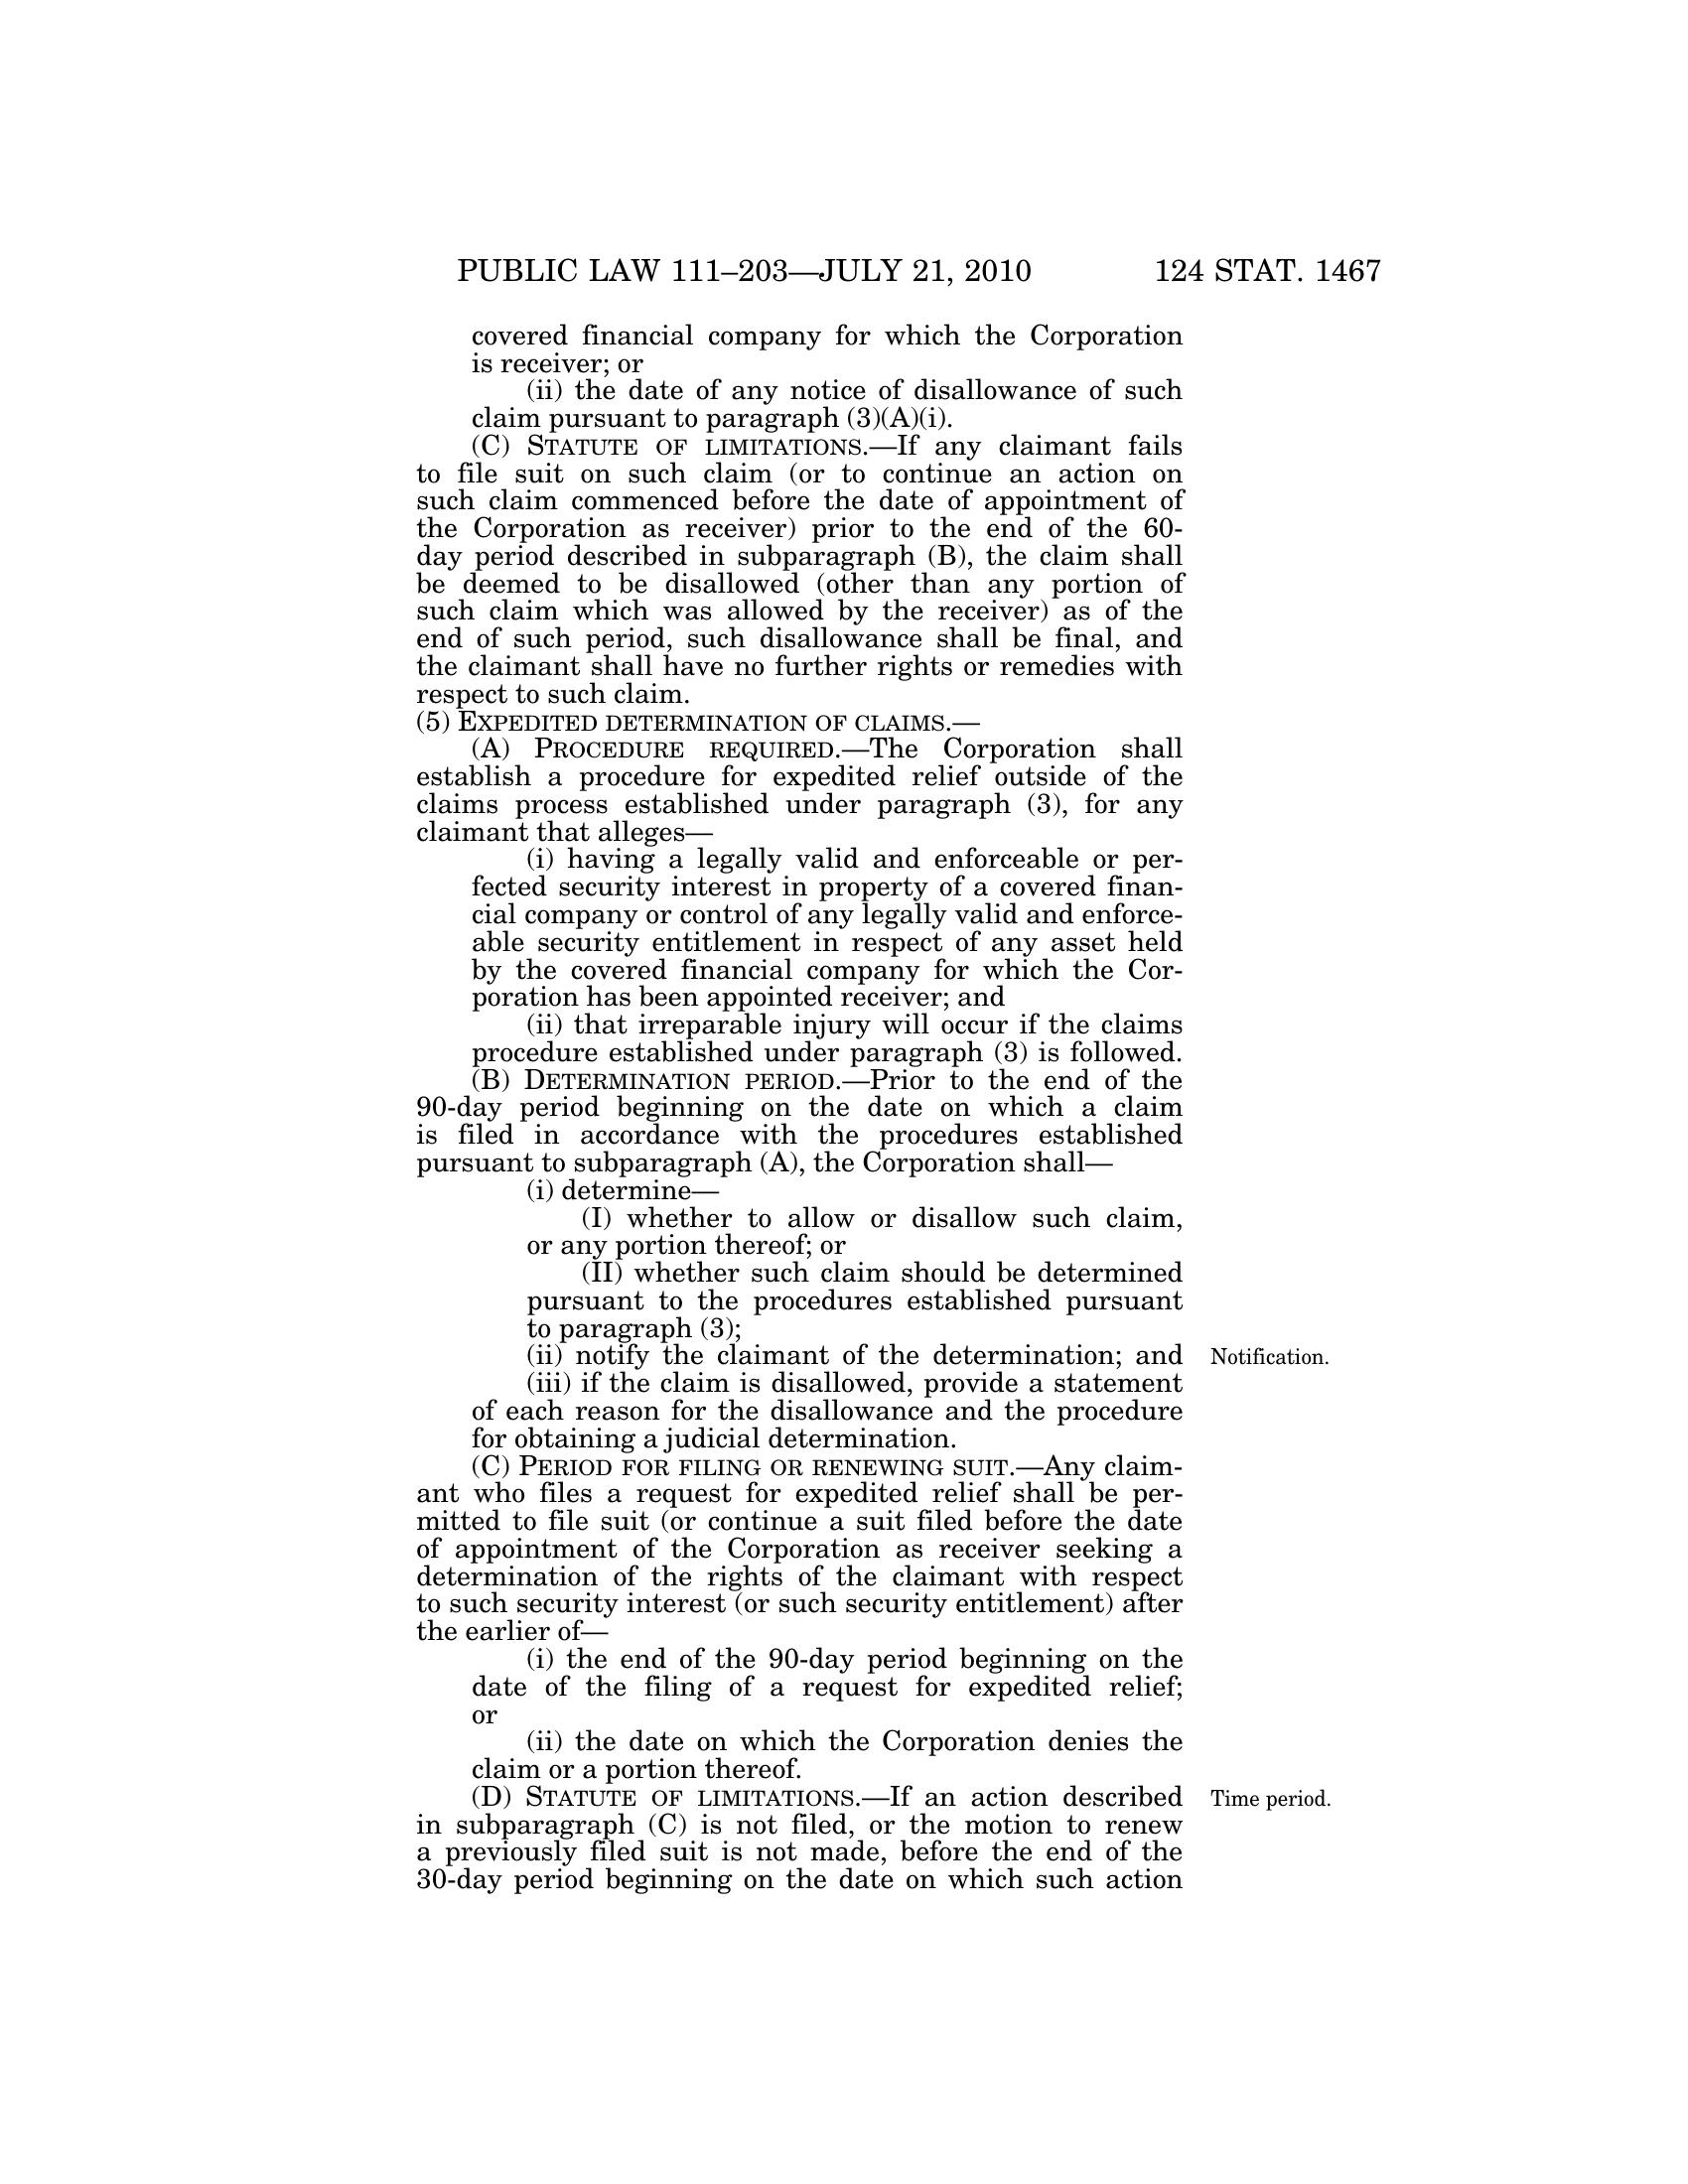 PUBLIC LAW 111–203—JULY 21, 2010 124 STAT. 1467
covered financial company for which the Corporation
is receiver; or
(ii) the date of any notice of disallowance of such
claim pursuant to paragraph (3)(A)(i).
(C) STATUTE OF LIMITATIONS.—If any claimant fails
to file suit on such claim (or to continue an action on
such claim commenced before the date of appointment of
the Corporation as receiver) prior to the end of the 60-
day period described in subparagraph (B), the claim shall
be deemed to be disallowed (other than any portion of
such claim which was allowed by the receiver) as of the
end of such period, such disallowance shall be final, and
the claimant shall have no further rights or remedies with
respect to such claim.
(5) EXPEDITED DETERMINATION OF CLAIMS.—
(A) PROCEDURE REQUIRED.—The Corporation shall
establish a procedure for expedited relief outside of the
claims process established under paragraph (3), for any
claimant that alleges—
(i) having a legally valid and enforceable or per-
fected security interest in property of a covered finan-
cial company or control of any legally valid and enforce-
able security entitlement in respect of any asset held
by the covered financial company for which the Cor-
poration has been appointed receiver; and
(ii) that irreparable injury will occur if the claims
procedure established under paragraph (3) is followed.
(B) DETERMINATION PERIOD.—Prior to the end of the
90-day period beginning on the date on which a claim
is filed in accordance with the procedures established
pursuant to subparagraph (A), the Corporation shall—
(i) determine—
(I) whether to allow or disallow such claim,
or any portion thereof; or
(II) whether such claim should be determined
pursuant to the procedures established pursuant
to paragraph (3);
(ii) notify the claimant of the determination; and
Notification.
(iii) if the claim is disallowed, provide a statement
of each reason for the disallowance and the procedure
for obtaining a judicial determination.
(C) PERIOD FOR FILING OR RENEWING SUIT.—Any claim-
ant who files a request for expedited relief shall be per-
mitted to file suit (or continue a suit filed before the date
of appointment of the Corporation as receiver seeking a
determination of the rights of the claimant with respect
to such security interest (or such security entitlement) after
the earlier of—
(i) the end of the 90-day period beginning on the
date of the filing of a request for expedited relief;
or
(ii) the date on which the Corporation denies the
claim or a portion thereof.
(D) STATUTE OF LIMITATIONS.—If an action described
Time period.
in subparagraph (C) is not filed, or the motion to renew
a previously filed suit is not made, before the end of the
30-day period beginning on the date on which such action